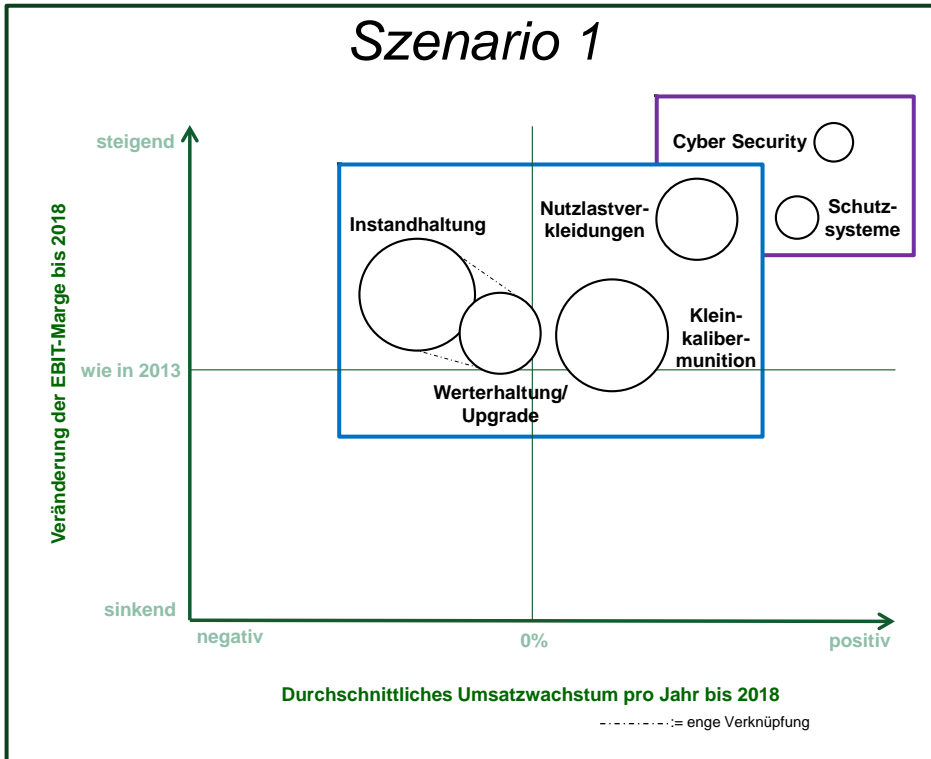 Szenario 1
steigend
Cyber Security
Schutz-
systeme
Nutzlastver-
kleidungen
Instandhaltung
Klein-
kaliber-
munition
wie in 2013
Werterhaltung/
Upgrade
Veränderung der EBIT-Marge bis 2018
sinkend
negativ
0%
positiv
Durchschnittliches Umsatzwachstum pro Jahr bis 2018
:= enge Verknüpfung